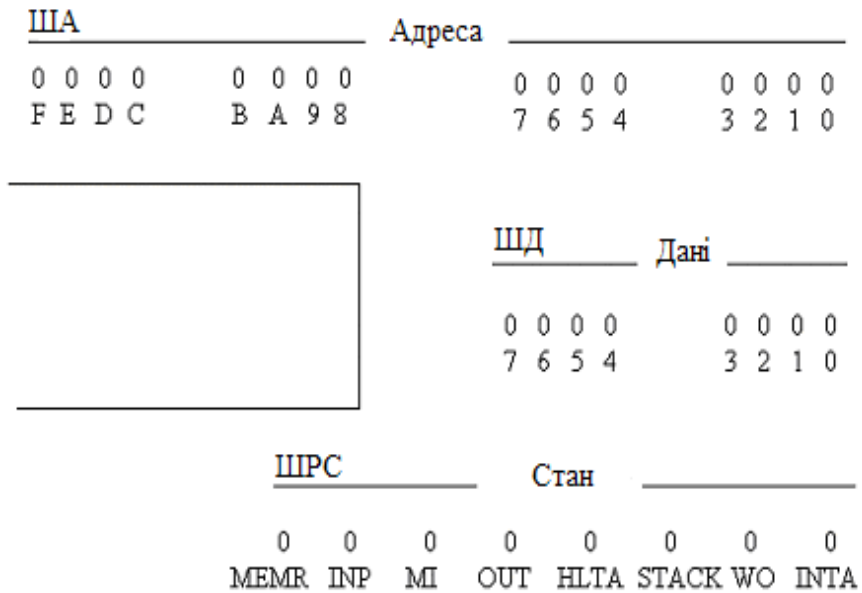 ША Адреса
0 0 0 0 0 0 0 0 0 0 0 0 0 0 0 0
F E D C B A 9 8 7 6 5 4 3 2 1 0
ШД Дані
0 0 0 0 0 0 0 0
7 6 5 4 3 2 1 0
ШРС Стан
0 0 0 0 0 0 0 0
MEMR INP MI OUT HLTA STACK WO INTA